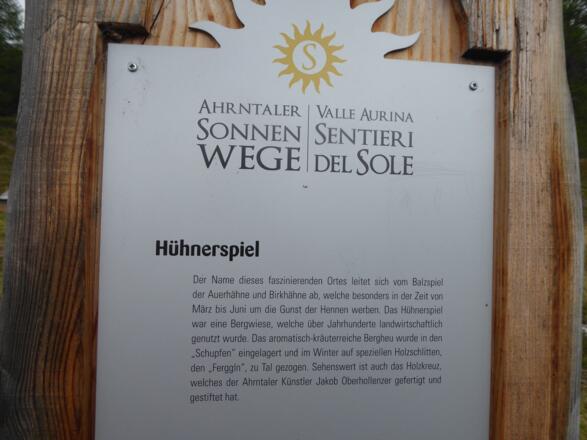 S
AHRNTALER
SONNEN
WEGE
VALLE AURINA
SENTIERI
DEL SOLE
Hühnerspiel
Der Name dieses faszinierenden Ortes leitet sich vom Balzspiel
der Auerhähne und Birkhähne ab, welche besonders in der Zeit von
März bis Juni um die Gunst der Hennen werben. Das Hühnerspiel
war eine Bergwiese, welche über Jahrhunderte landwirtschaftlich
genutzt wurde. Das aromatisch-kräuterreiche Bergheu wurde in den
„Schupfen“ eingelagert und im Winter auf speziellen Holzschlitten,
den „Ferggln“, zu Tal gezogen. Sehenswert ist auch das Holzkreuz,
welches der Ahrntaler Künstler Jakob Oberhollenzer gefertigt und
gestiftet hat.